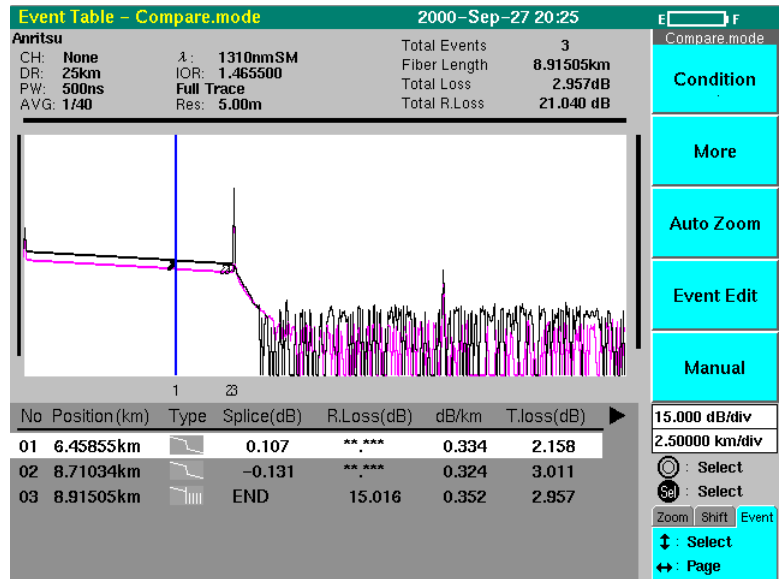 Event Table – Compare.mode 2000–Sep–27 20:25 E F
Anritsu
CH: None λ: 1310nmSM Total Events 3
DR: 25km IOR: 1.465500 Fiber Length 8.91505km
PW: 500ns Full Trace Total Loss 2.957dB
AVG: 1/40 Res: 5.00m Total R.Loss 21.040 dB
Compare.mode
Condition
More
Auto Zoom
Event Edit
Manual
1 23
No Position(km) Type Splice(dB) R.Loss(dB) dB/km T.loss(dB)
01 6.45855km 0.107 **.*** 0.334 2.158
02 8.71034km −0.131 **.*** 0.324 3.011
03 8.91505km END 15.016 0.352 2.957
15.000 dB/div
2.50000 km/div
: Select
Sel : Select
Zoom Shift Event
↕ : Select
↔ : Page